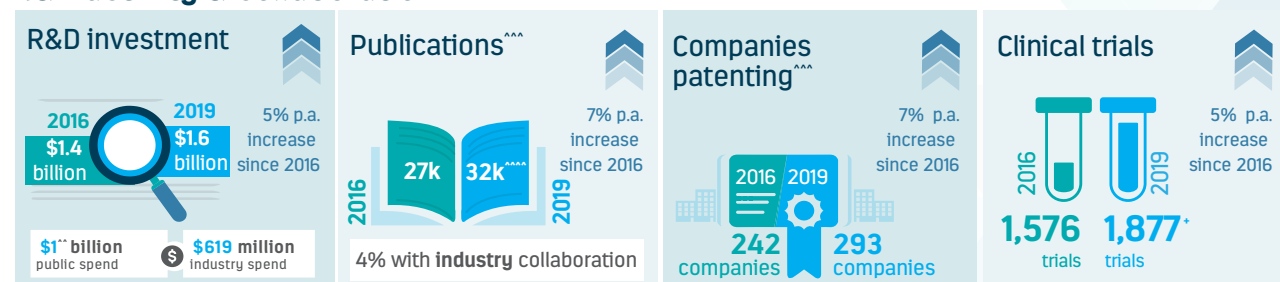 R&D investment
2016
$1.4
billion
2019
$1.6
billion
5% p.a.
increase
since 2016
$1^^ billion
public spend
$
$619 million
industry spend
Publications^^^
7% p.a.
increase
since 2016
2016
27k
32k^^^^
2019
4% with industry collaboration
Companies
patenting^^^
7% p.a.
increase
since 2016
2016
2019
242
companies
293
companies
Clinical trials
5% p.a.
increase
since 2016
2016
2019
1,576
trials
1,877+
trials